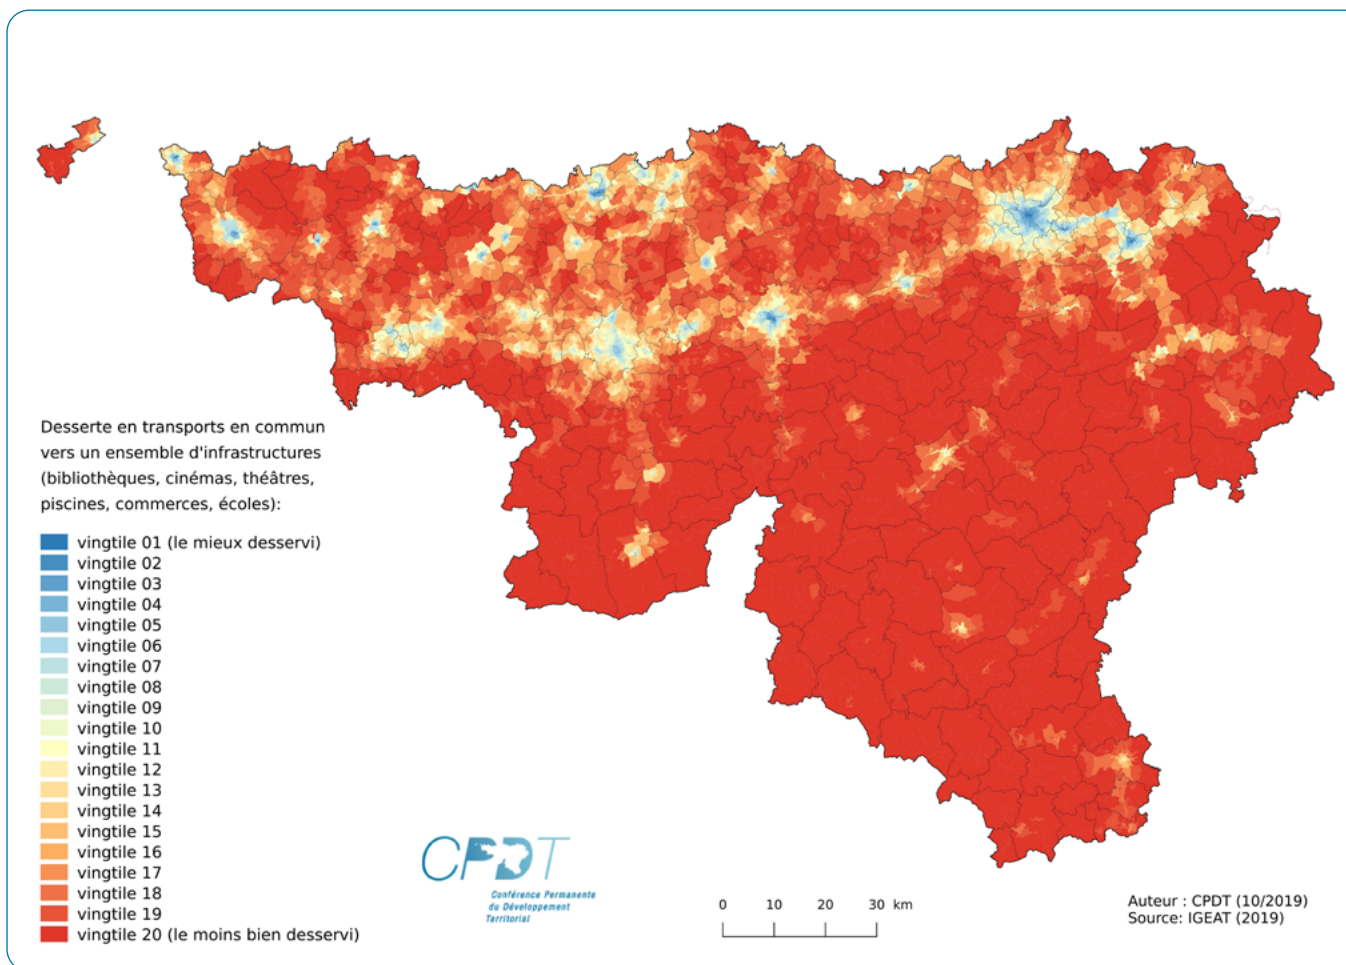 Desserte en transports en commun
vers un ensemble d'infrastructures
(bibliothèques, cinémas, théâtres,
piscines, commerces, écoles):
vingtile 01 (le mieux desservi)
vingtile 02
vingtile 03
vingtile 04
vingtile 05
vingtile 06
vingtile 07
vingtile 08
vingtile 09
vingtile 10
vingtile 11
vingtile 12
vingtile 13
vingtile 14
vingtile 15
vingtile 16
vingtile 17
vingtile 18
vingtile 19
vingtile 20 (le moins bien desservi)
CPDT
Conférence Permanente
du Développement
Territorial
0 10 20 30 km
Auteur : CPDT (10/2019)
Source: IGEAT (2019)